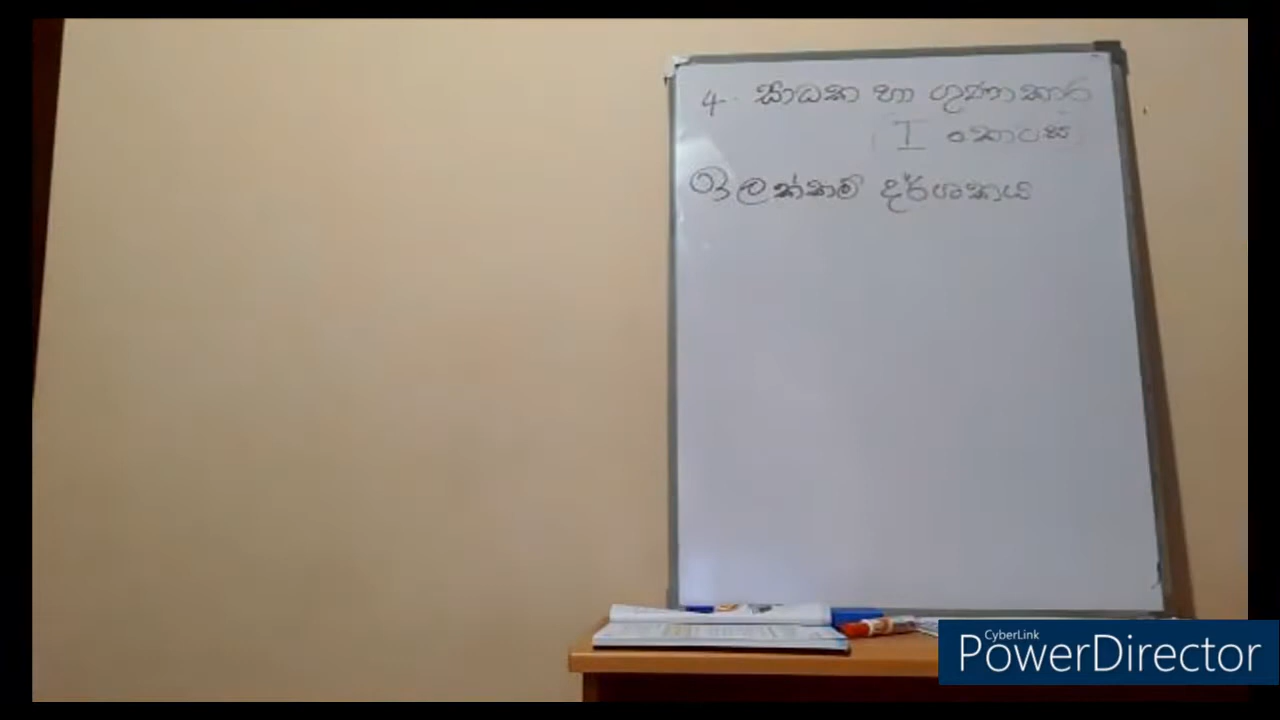 4. සාධක හා ගුණාකාර
I කොටස
ඉලක්කම් දර්ශකය
CyberLink
PowerDirector